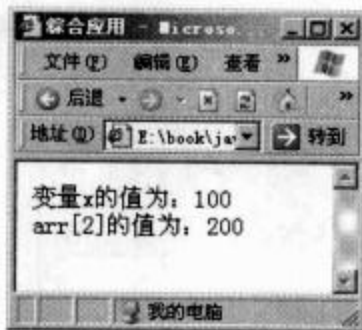 综合应用 - Microso...
文件(F) 编辑(E) 查看 »
后退 »
地址(D) E:\book\ja 转到
变量x的值为：100
arr[2]的值为：200
我的电脑